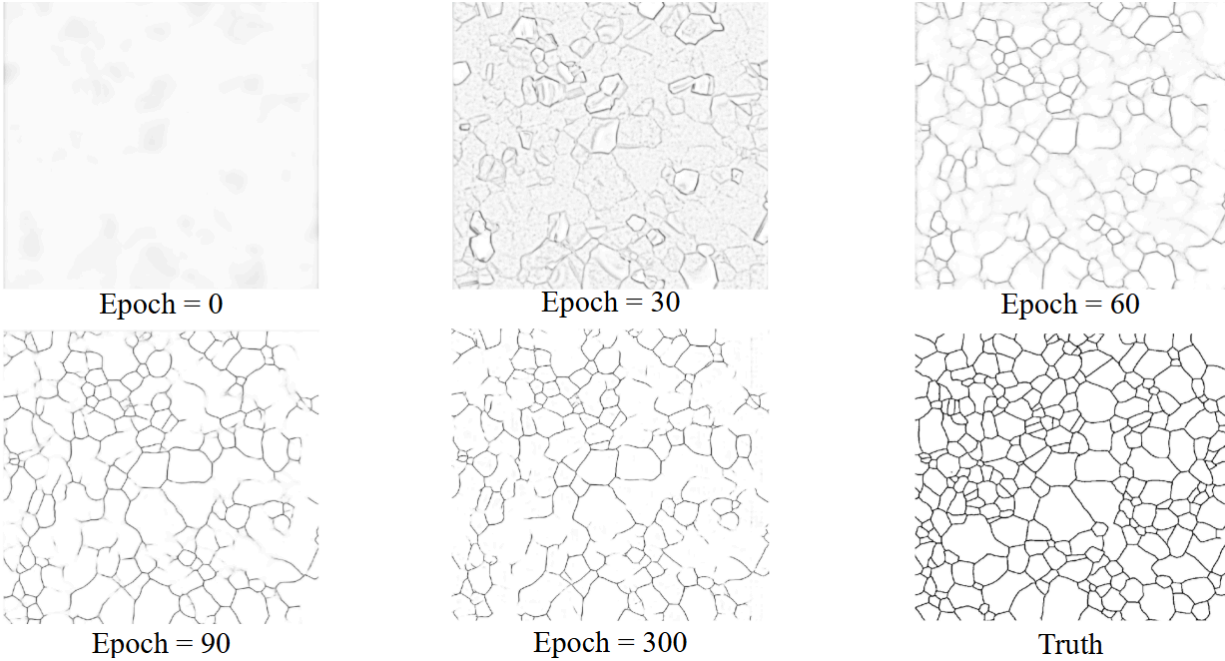 Epoch = 0
Epoch = 30
Epoch = 60
Epoch = 90
Epoch = 300
Truth